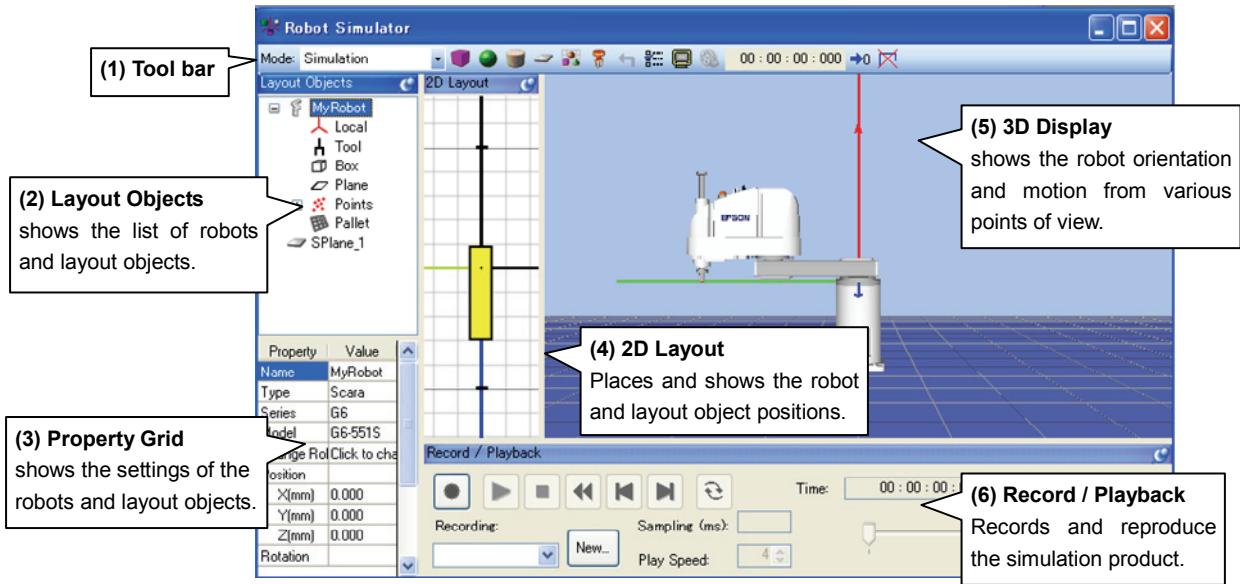 Robot Simulator
(1) Tool bar
Mode: Simulation
00 : 00 : 00 : 000
0
Layout Objects
MyRobot
Local
Tool
Box
Plane
Points
Pallet
SPlane_1
(2) Layout Objects
shows the list of robots
and layout objects.
2D Layout
(4) 2D Layout
Places and shows the robot
and layout object positions.
EPSON
(5) 3D Display
shows the robot orientation
and motion from various
points of view.
Property Value
Name MyRobot
Type Scara
Series G6
Model G6-551S
Click to cha
Position
X(mm) 0.000
Y(mm) 0.000
Z(mm) 0.000
Rotation
(3) Property Grid
shows the settings of the
robots and layout objects.
Record / Playback
Time: 00 : 00 : 00 :
Recording:
New...
Sampling (ms):
Play Speed: 4
(6) Record / Playback
Records and reproduce
the simulation product.